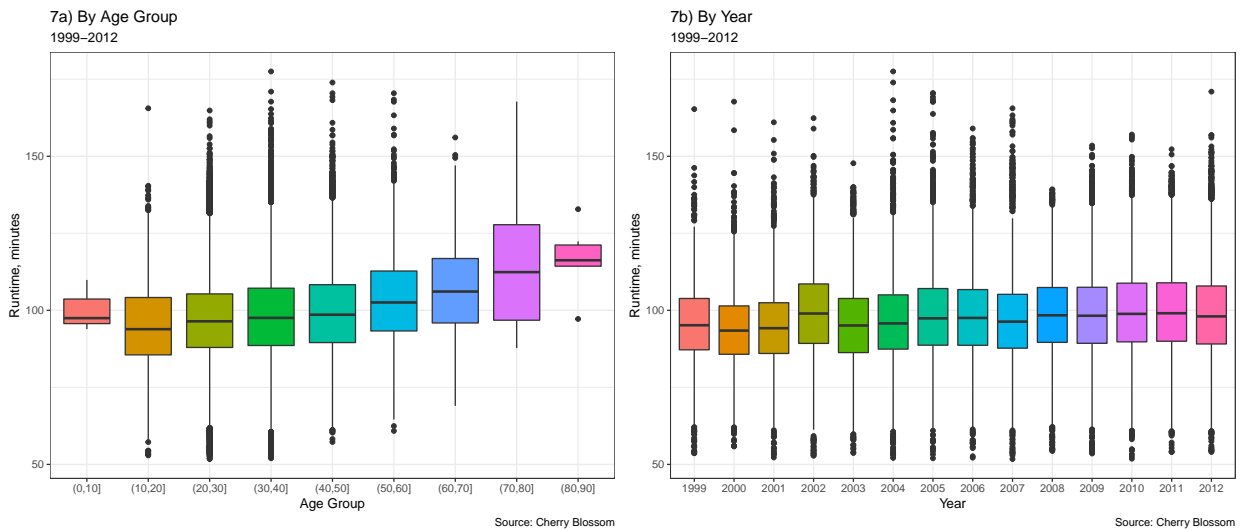 7a) By Age Group
1999–2012
Runtime, minutes
150
100
50
(0,10] (10,20] (20,30] (30,40] (40,50] (50,60] (60,70] (70,80] (80,90]
Age Group
Source: Cherry Blossom
7b) By Year
1999–2012
Runtime, minutes
150
100
50
1999 2000 2001 2002 2003 2004 2005 2006 2007 2008 2009 2010 2011 2012
Year
Source: Cherry Blossom